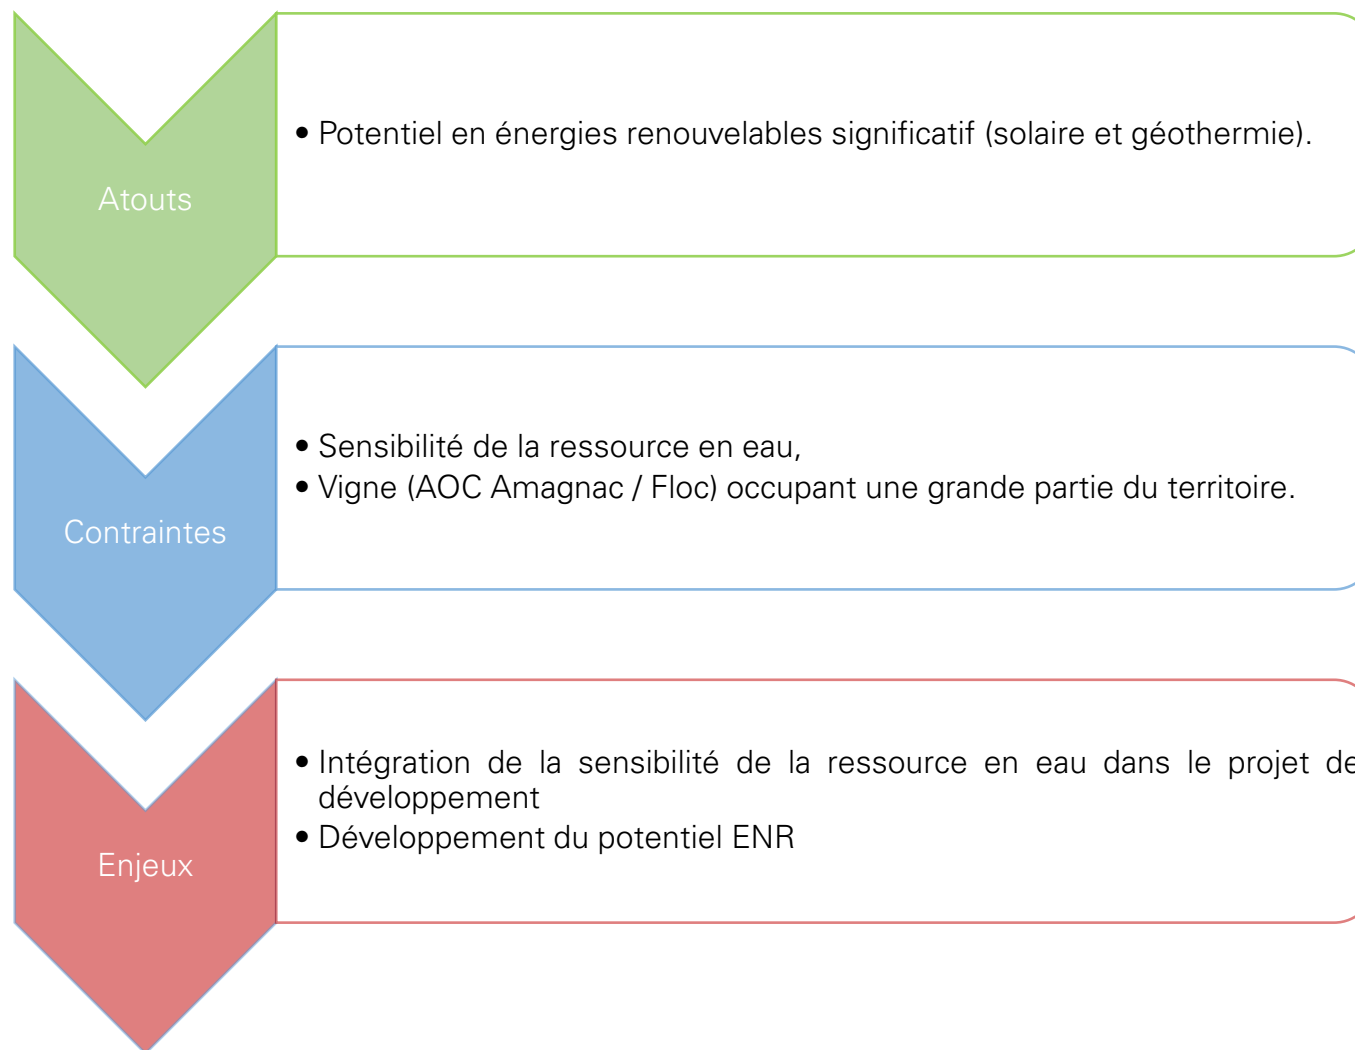 Atouts
• Potentiel en énergies renouvelables significatif (solaire et géothermie).
Contraintes
• Sensibilité de la ressource en eau,
• Vigne (AOC Amagnac / Floc) occupant une grande partie du territoire.
Enjeux
• Intégration de la sensibilité de la ressource en eau dans le projet de
développement
• Développement du potentiel ENR